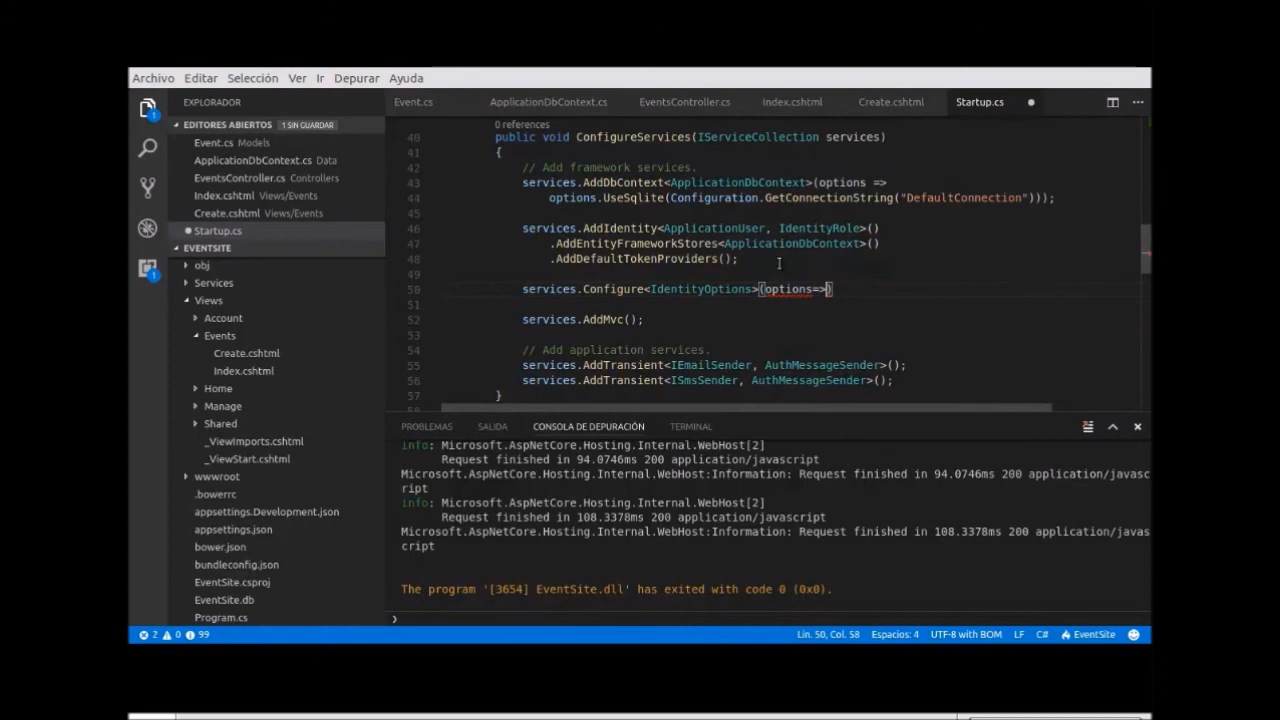 Archivo Editar Selección Ver Ir Depurar Ayuda
EXPLORADOR
EDITORES ABIERTOS 1 SIN GUARDAR
Event.cs Models
ApplicationDbContext.cs Data
EventsController.cs Controllers
Index.cshtml Views/Events
Create.cshtml Views/Events
Startup.cs
EVENTSITE
obj
Services
Views
Account
Events
Create.cshtml
Index.cshtml
Home
Manage
Shared
_ViewImports.cshtml
_ViewStart.cshtml
wwwroot
.bowerrc
appsettings.Development.json
appsettings.json
bower.json
bundleconfig.json
EventSite.csproj
EventSite.db
Program.cs
Event.cs ApplicationDbContext.cs EventsController.cs Index.cshtml Create.cshtml Startup.cs
0 references
40 public void ConfigureServices(IServiceCollection services)
41 {
42 // Add framework services.
43 services.AddDbContext<ApplicationDbContext>(options =>
44 options.UseSqlite(Configuration.GetConnectionString("DefaultConnection")));
45
46 services.AddIdentity<ApplicationUser, IdentityRole>()
47 .AddEntityFrameworkStores<ApplicationDbContext>()
48 .AddDefaultTokenProviders();
49
50 services.Configure<IdentityOptions>(options=>)
51
52 services.AddMvc();
53
54 // Add application services.
55 services.AddTransient<IEmailSender, AuthMessageSender>();
56 services.AddTransient<ISmsSender, AuthMessageSender>();
57 }
58
PROBLEMAS SALIDA CONSOLA DE DEPURACIÓN TERMINAL
info: Microsoft.AspNetCore.Hosting.Internal.WebHost[2]
Request finished in 94.0746ms 200 application/javascript
Microsoft.AspNetCore.Hosting.Internal.WebHost:Information: Request finished in 94.0746ms 200 application/javasc
ript
info: Microsoft.AspNetCore.Hosting.Internal.WebHost[2]
Request finished in 108.3378ms 200 application/javascript
Microsoft.AspNetCore.Hosting.Internal.WebHost:Information: Request finished in 108.3378ms 200 application/javas
cript
The program '[3654] EventSite.dll' has exited with code 0 (0x0).
2 0 99 Lín. 50, Col. 58 Espacios: 4 UTF-8 with BOM LF C# EventSite